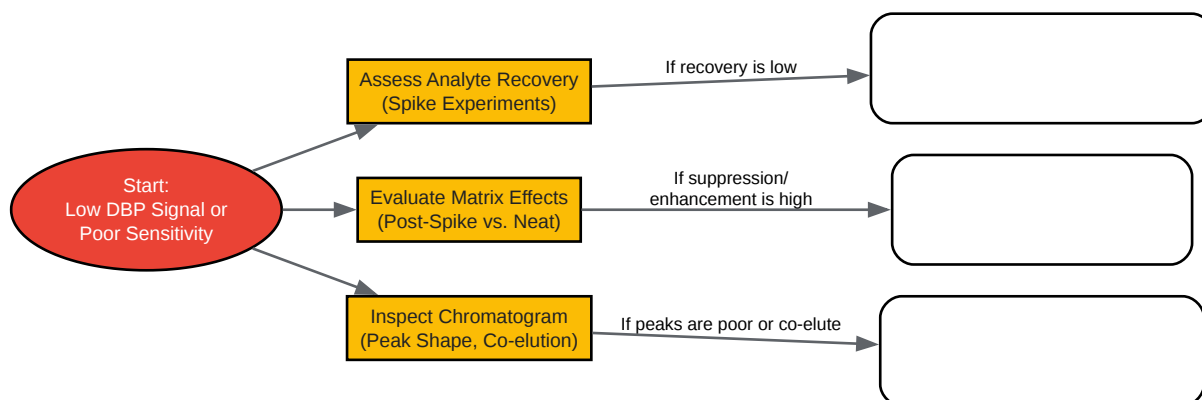 Start:
Low DBP Signal or
Poor Sensitivity
Assess Analyte Recovery
(Spike Experiments)
If recovery is low
Evaluate Matrix Effects
(Post-Spike vs. Neat)
If suppression/
enhancement is high
Inspect Chromatogram
(Peak Shape, Co-elution)
If peaks are poor or co-elute